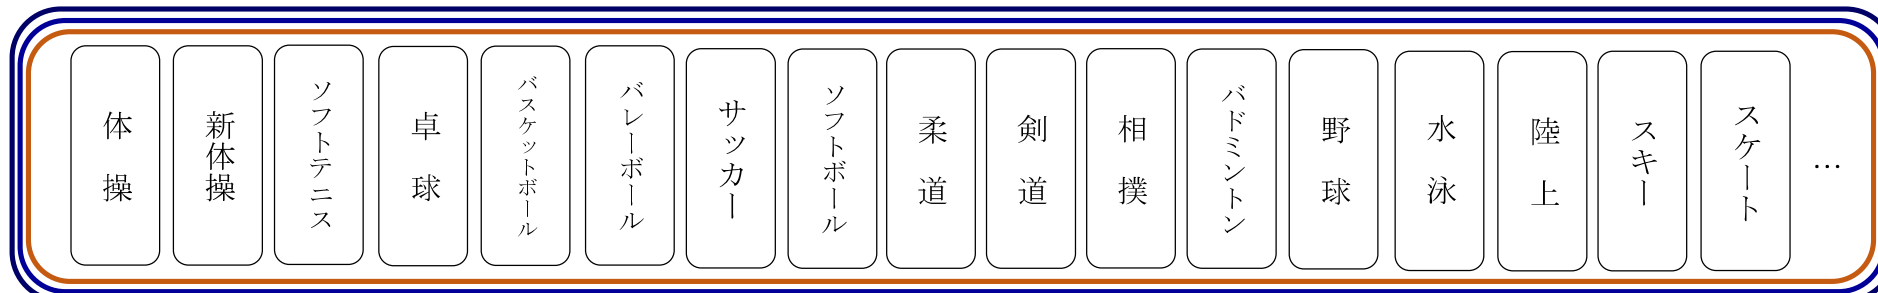 体操
新体操
ソフトテニス
卓球
バスケットボール
バレーボール
サッカー
ソフトボール
柔道
剣道
相撲
バドミントン
野球
水泳
陸上
スキー
スケート
…